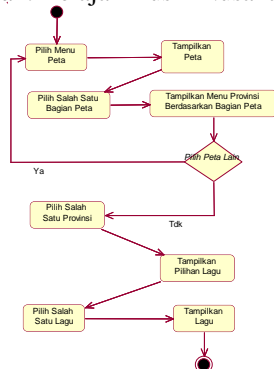 Pilih Menu
Peta
Tampilkan
Peta
Pilih Salah Satu
Bagian Peta
Tampilkan Menu Provinsi
Berdasarkan Bagian Peta
Pilih Peta Lain
Ya
Tdk
Pilih Salah
Satu Provinsi
Tampilkan
Pilihan Lagu
Pilih Salah
Satu Lagu
Tampilkan
Lagu